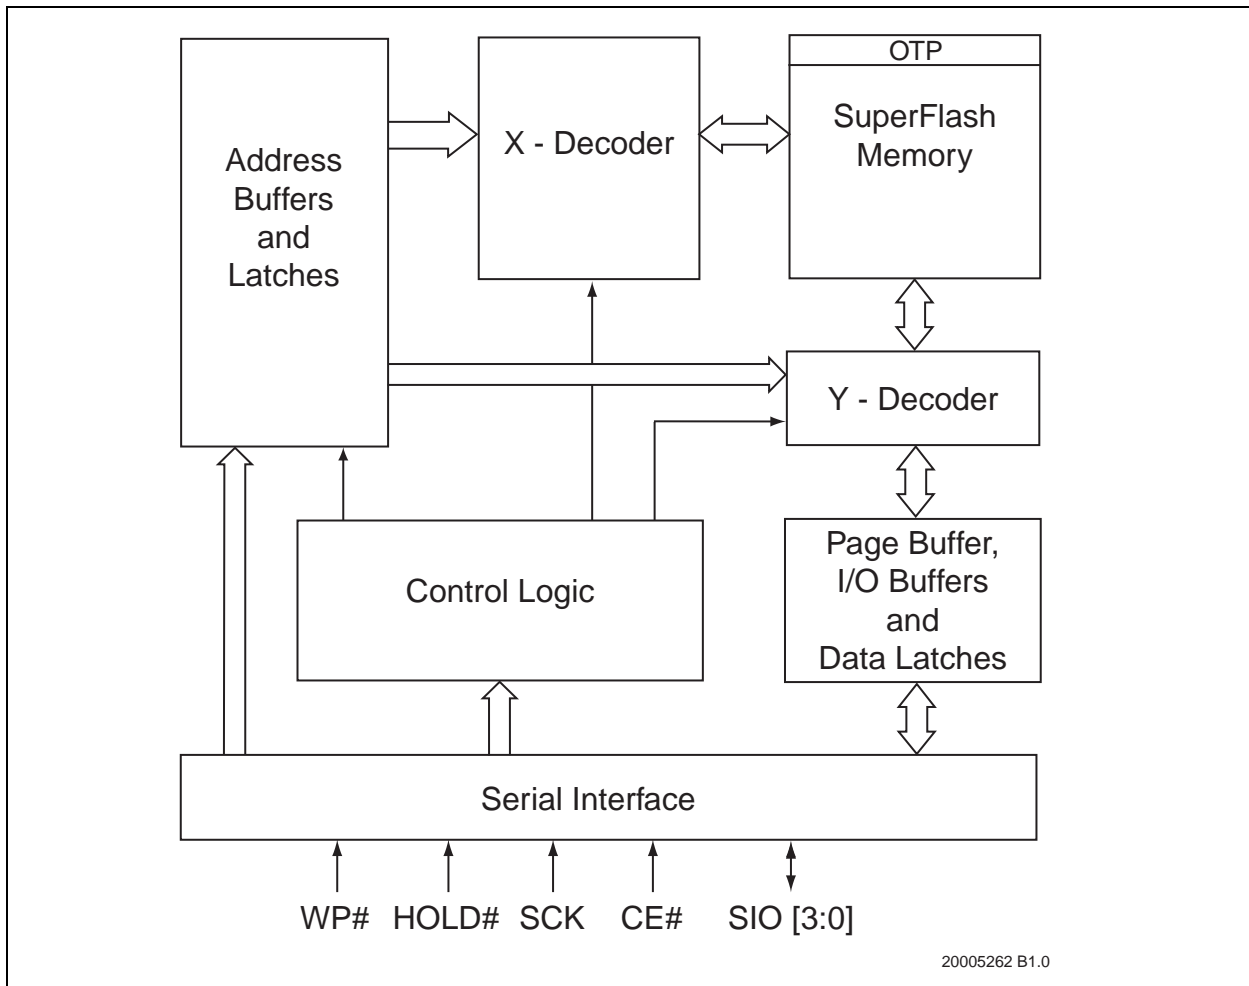 OTP
SuperFlash
Memory
X - Decoder
Address
Buffers
and
Latches
Y - Decoder
Page Buffer,
I/O Buffers
and
Data Latches
Control Logic
Serial Interface
WP# HOLD# SCK CE# SIO [3:0]
20005262 B1.0